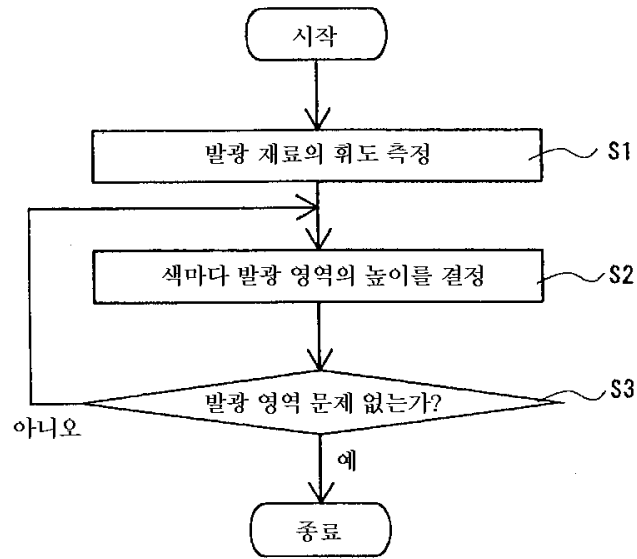 시작
발광 재료의 휘도 측정
S1
색마다 발광 영역의 높이를 결정
S2
발광 영역 문제 없는가?
S3
아니오
예
종료